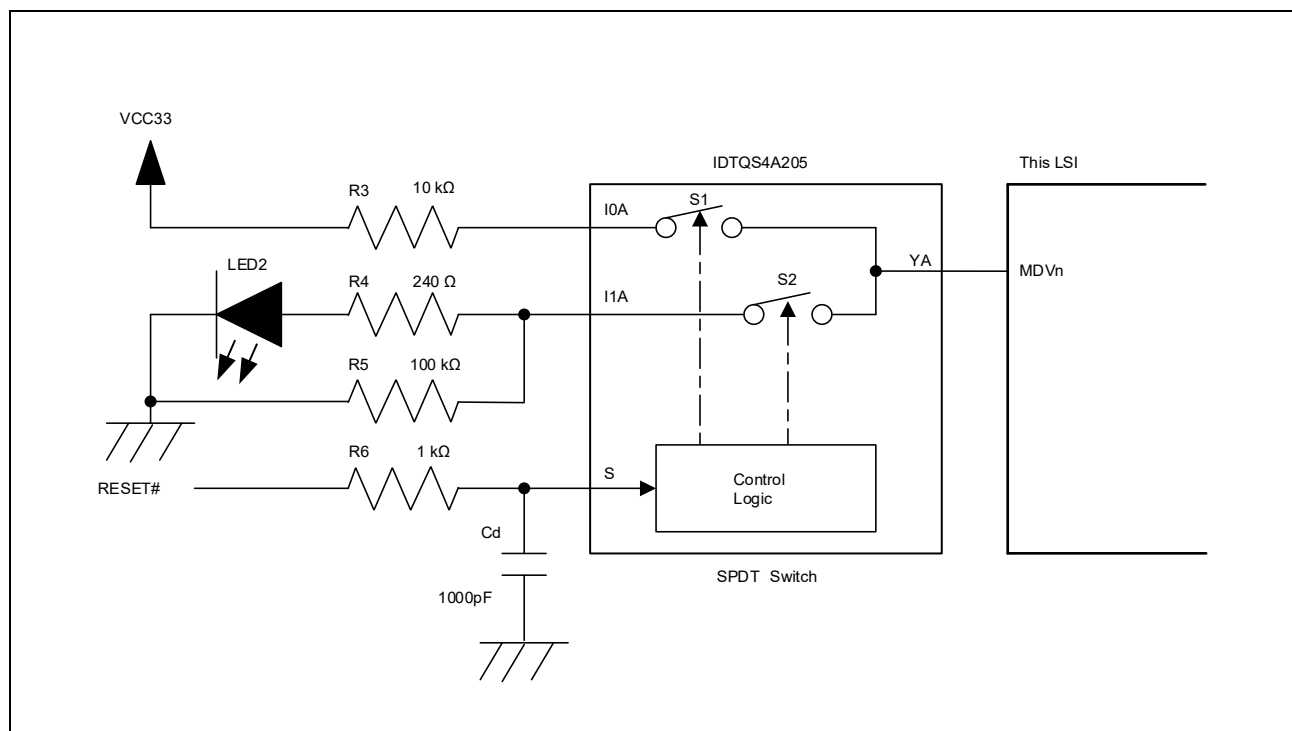 VCC33
IDTQS4A205
This LSI
R3 10 kΩ
I0A
S1
LED2
R4 240 Ω
I1A
S2
YA
MDVn
R5 100 kΩ
R6 1 kΩ
RESET#
S
Control
Logic
Cd
1000pF
SPDT Switch